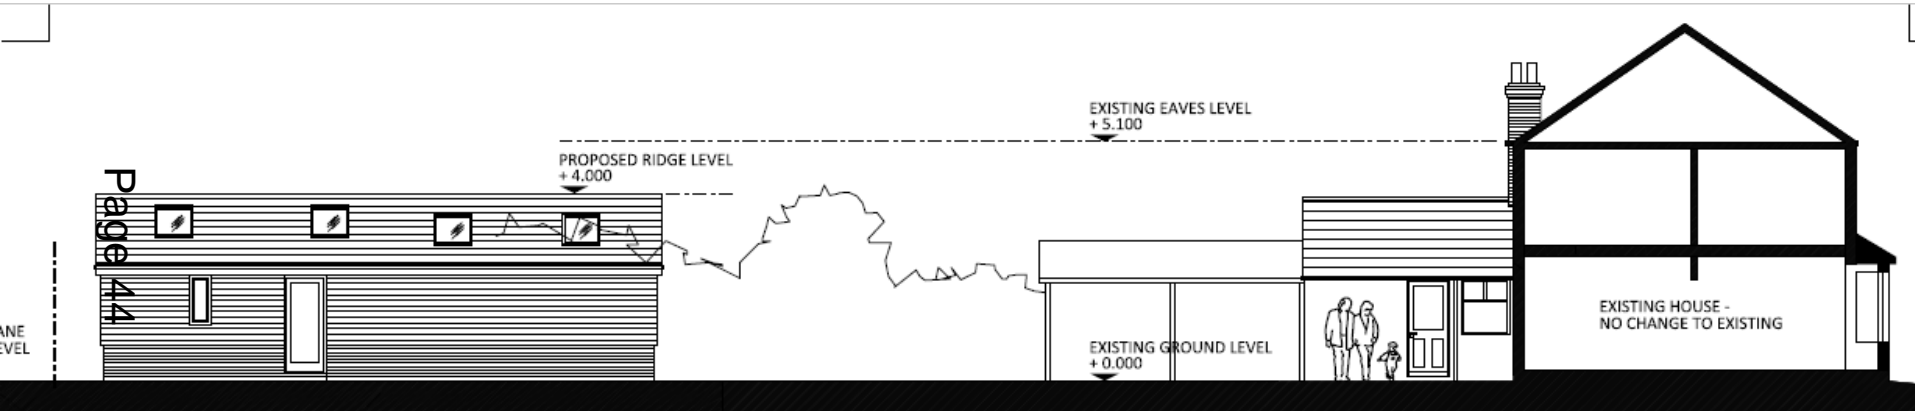 EXISTING EAVES LEVEL
+ 5.100
PROPOSED RIDGE LEVEL
+ 4.000
Page 44
ANE
EVEL
EXISTING GROUND LEVEL
+ 0.000
EXISTING HOUSE -
NO CHANGE TO EXISTING